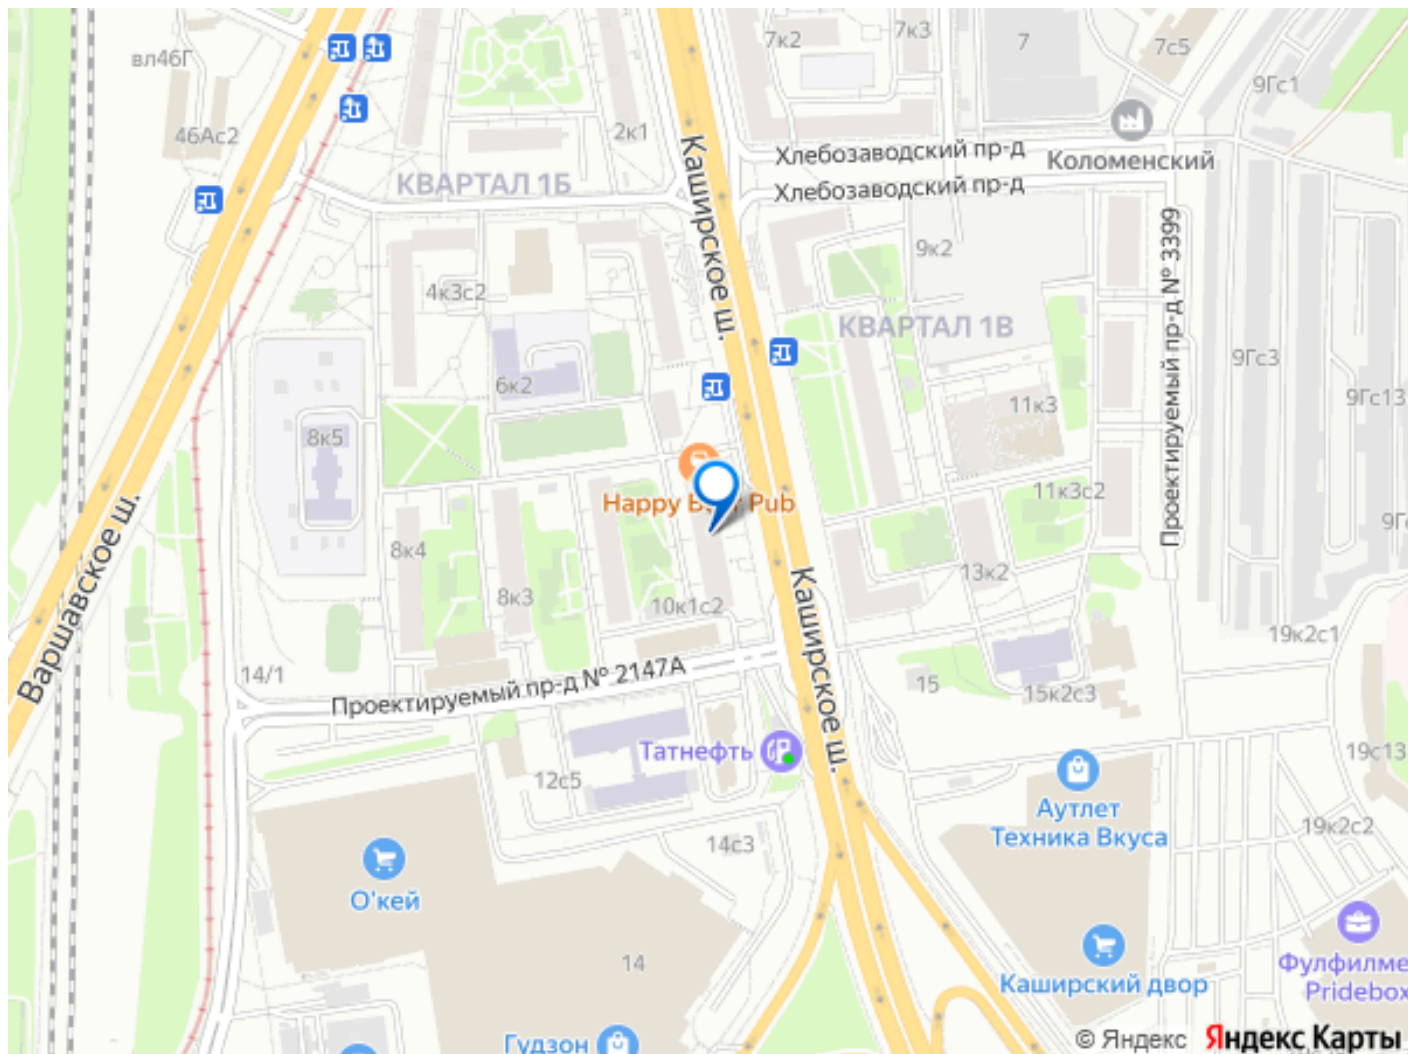 вл46Г
7к2
7к3
7
7с5
9Гс1
46Ас2
2к1
Каширское ш.
Хлебозаводский пр-д
Коломенский
КВАРТАЛ 1Б
Хлебозаводский пр-д
Проектируемый пр-д № 3399
9к2
4к3с2
КВАРТАЛ 1В
9Гс3
6к2
11к3
9Гс13
8к5
Happy Pub
11к3с2
Варшавское ш.
8к4
13к2
8к3
10к1с2
Каширское ш.
19к2с1
14/1
Проектируемый пр-д № 2147А
15
15к2с3
Татнефть
19с13
12с5
Аутлет
Техника Вкуса
14с3
19к2с2
О'кей
14
Каширский двор
Фулфилме
Pridebox
Гудзон
© Яндекс Яндекс Карты